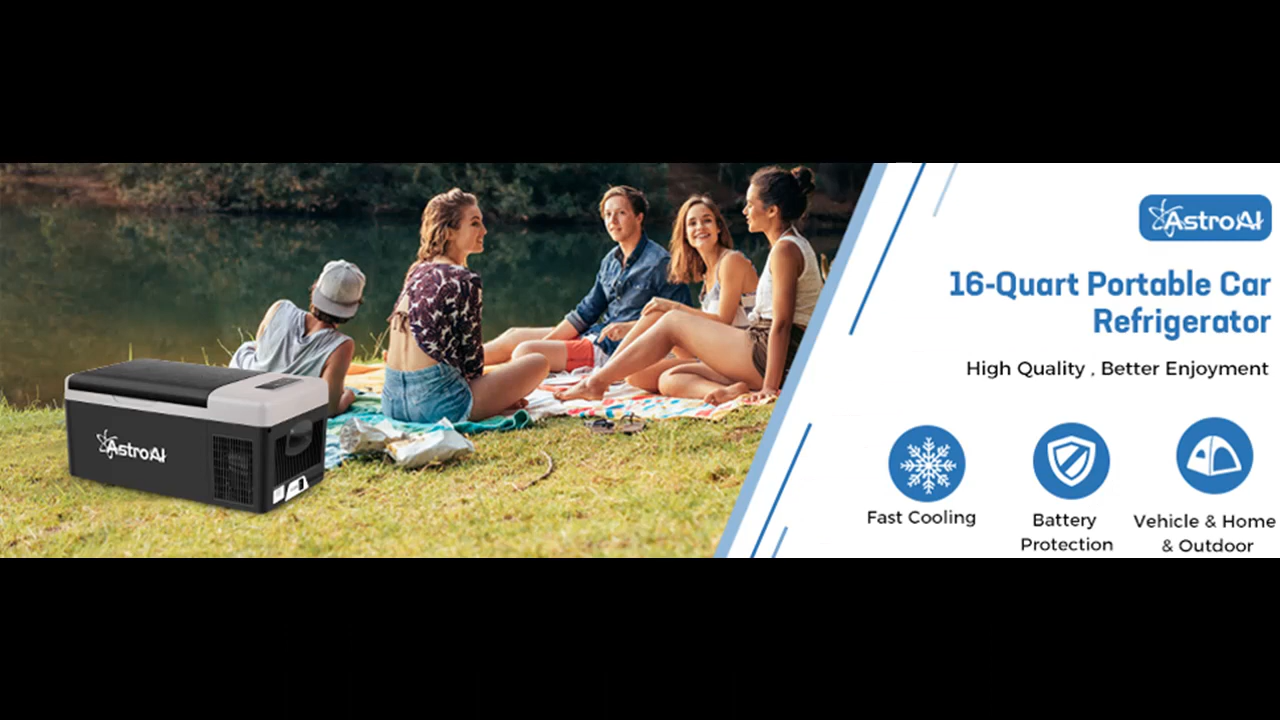 AstroAI
16-Quart Portable Car
Refrigerator
High Quality , Better Enjoyment
Fast Cooling
Battery
Protection
Vehicle & Home
& Outdoor
AstroAI